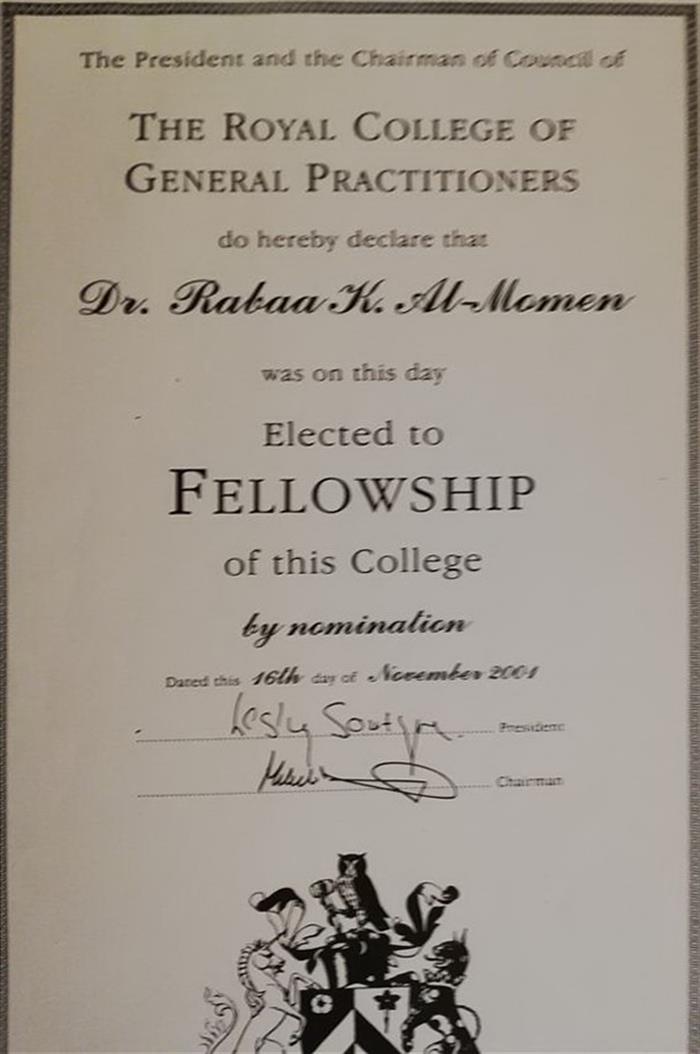 The President and the Chairman of Council of
THE ROYAL COLLEGE OF
GENERAL PRACTITIONERS
do hereby declare that
Dr. Rabaa K. Al-Momen
was on this day
Elected to
FELLOWSHIP
of this College
by nomination
Dated this 16th day of November 2001
Lesley Southgate President
Chairman